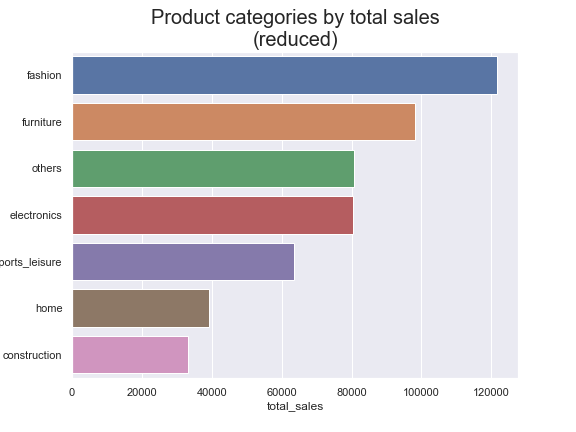 Product categories by total sales
(reduced)
fashion
furniture
others
electronics
ports_leisure
home
construction
0 20000 40000 60000 80000 100000 120000
total_sales